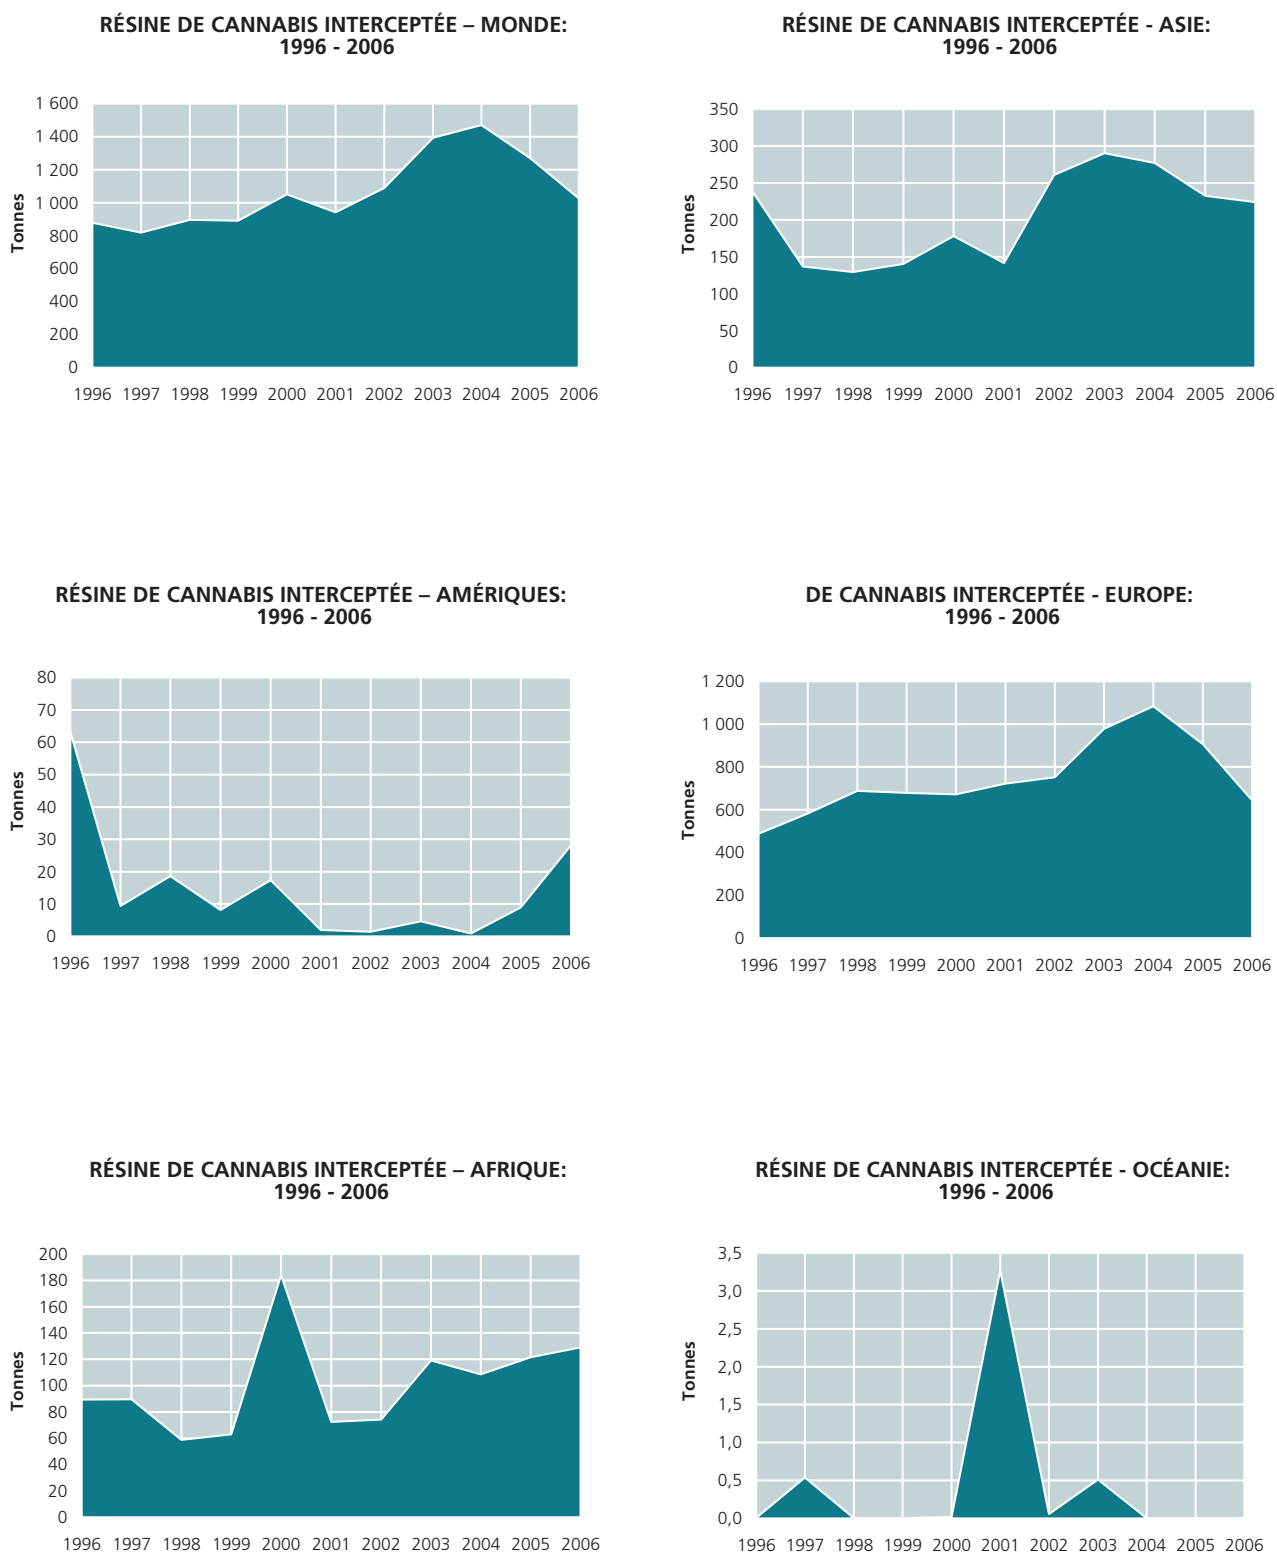 RÉSINE DE CANNABIS INTERCEPTÉE – MONDE:
1996 - 2006
Tonnes
1 600
1 400
1 200
1 000
800
600
400
200
0
1996 1997 1998 1999 2000 2001 2002 2003 2004 2005 2006
RÉSINE DE CANNABIS INTERCEPTÉE - ASIE:
1996 - 2006
Tonnes
350
300
250
200
150
100
50
0
1996 1997 1998 1999 2000 2001 2002 2003 2004 2005 2006
RÉSINE DE CANNABIS INTERCEPTÉE – AMÉRIQUES:
1996 - 2006
Tonnes
80
70
60
50
40
30
20
10
0
1996 1997 1998 1999 2000 2001 2002 2003 2004 2005 2006
DE CANNABIS INTERCEPTÉE - EUROPE:
1996 - 2006
Tonnes
1 200
1 000
800
600
400
200
0
1996 1997 1998 1999 2000 2001 2002 2003 2004 2005 2006
RÉSINE DE CANNABIS INTERCEPTÉE – AFRIQUE:
1996 - 2006
Tonnes
200
180
160
140
120
100
80
60
40
20
0
1996 1997 1998 1999 2000 2001 2002 2003 2004 2005 2006
RÉSINE DE CANNABIS INTERCEPTÉE - OCÉANIE:
1996 - 2006
Tonnes
3,5
3,0
2,5
2,0
1,5
1,0
0,5
0,0
1996 1997 1998 1999 2000 2001 2002 2003 2004 2005 2006